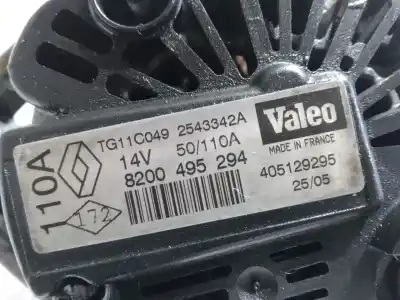 TG11C049 2543342A
14V 50/110A
8200 495 294
Valeo
MADE IN FRANCE
405129295
25/05
110A
172